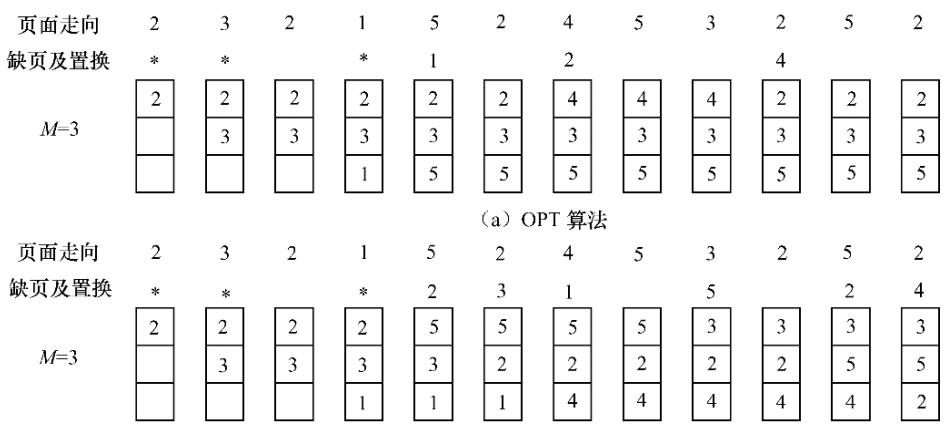 页面走向 2 3 2 1 5 2 4 5 3 2 5 2
缺页及置换 * * * 1 2 4
2 2 2 2 2 2 4 4 4 2 2 2
M=3 3 3 3 3 3 3 3 3 3 3 3
1 5 5 5 5 5 5 5 5
（a）OPT 算法
页面走向 2 3 2 1 5 2 4 5 3 2 5 2
缺页及置换 * * * 2 3 1 5 2 4
2 2 2 2 5 5 5 5 3 3 3 3
M=3 3 3 3 3 2 2 2 2 2 5 5
1 1 1 4 4 4 4 4 2